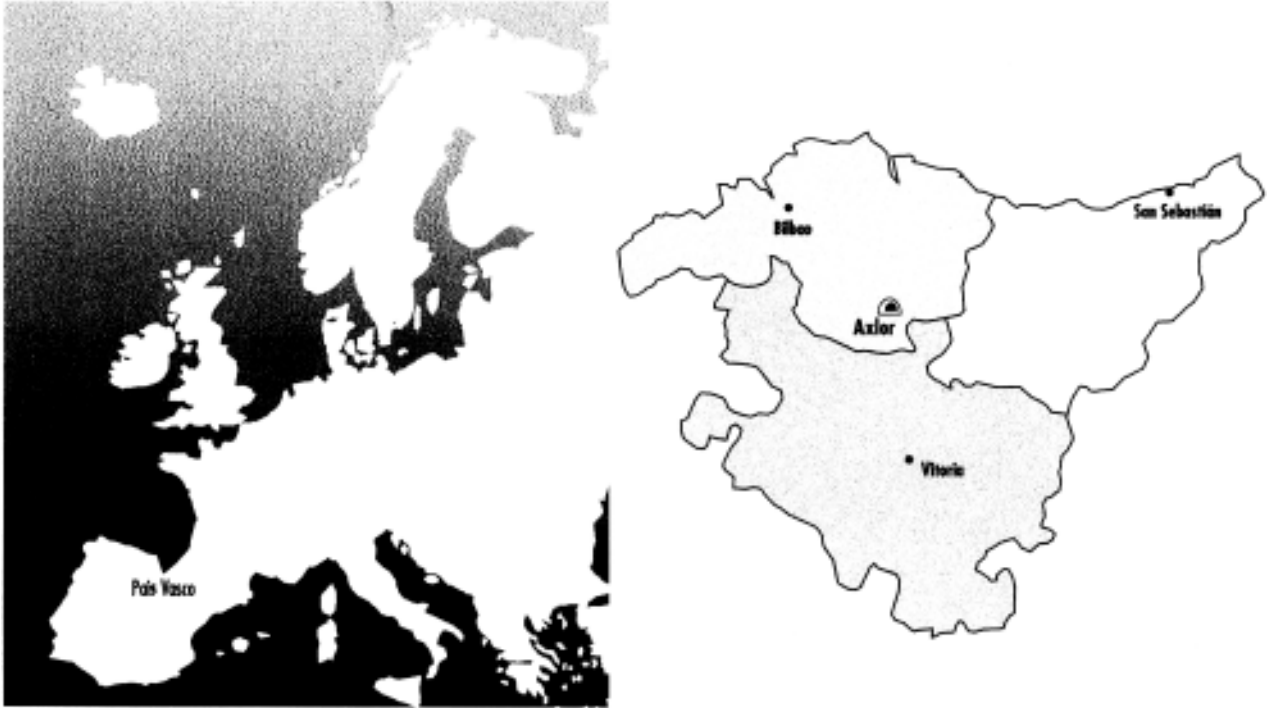 País Vasco
Bilbao
San Sebastián
Axlor
Vitoria